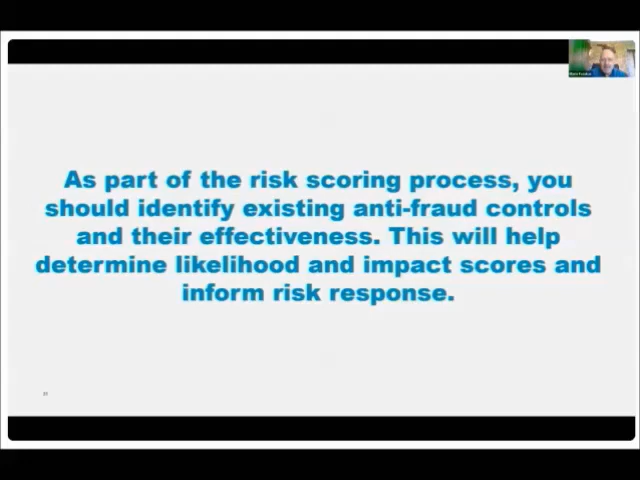 As part of the risk scoring process, you
should identify existing anti-fraud controls
and their effectiveness. This will help
determine likelihood and impact scores and
inform risk response.